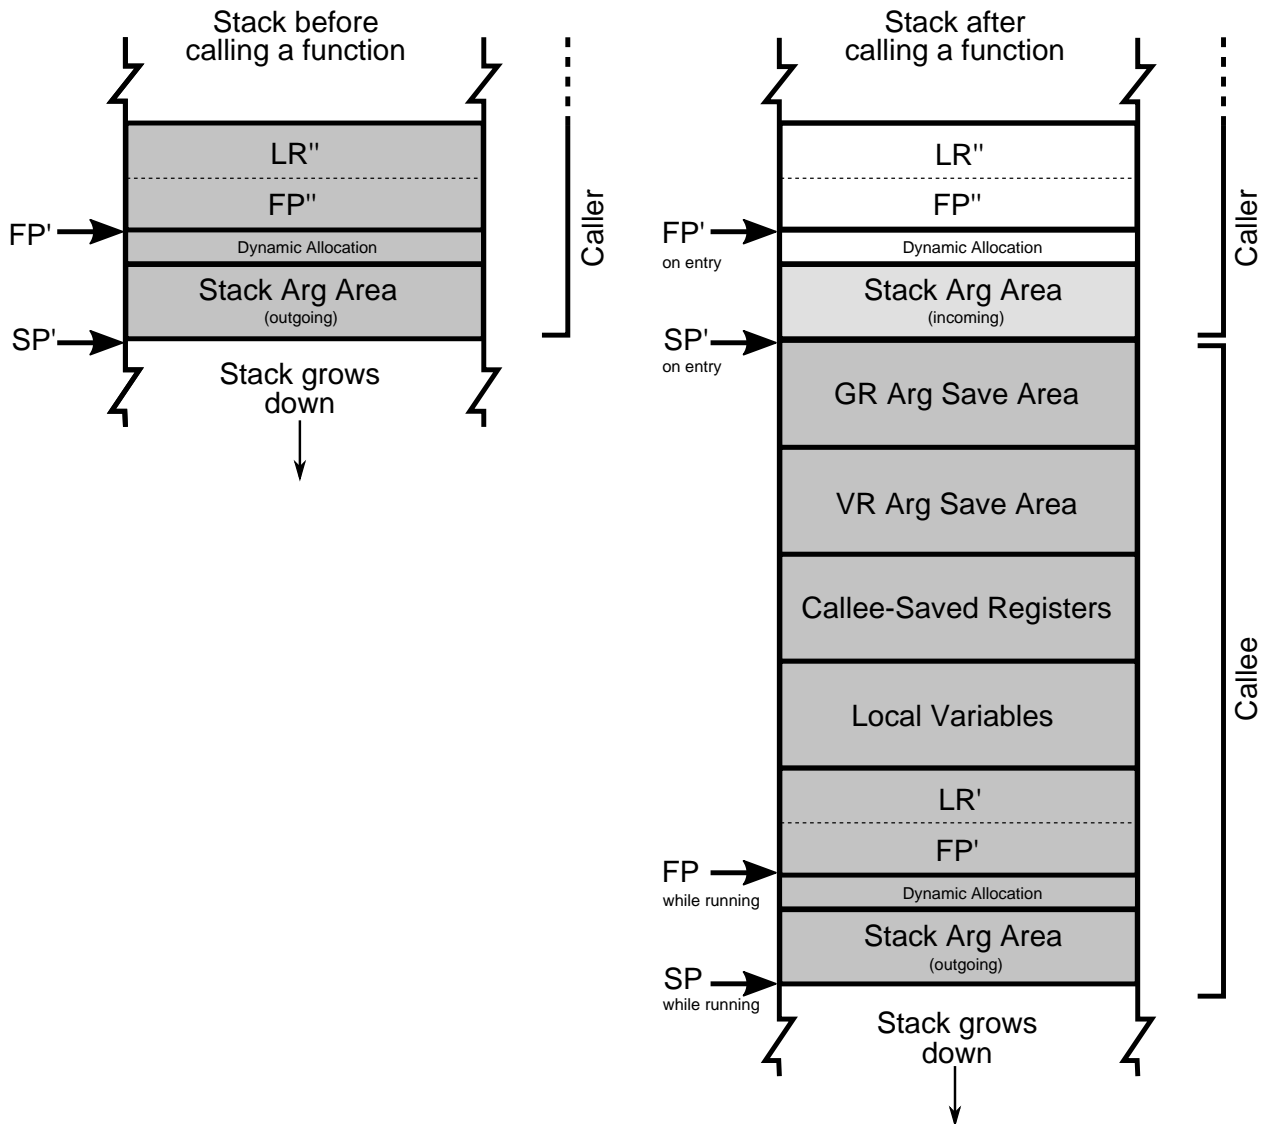 Stack before
calling a function
LR"
FP"
FP'
Dynamic Allocation
Stack Arg Area
(outgoing)
SP'
Stack grows
down
Caller
Stack after
calling a function
LR"
FP"
FP'
on entry
Dynamic Allocation
Stack Arg Area
(incoming)
SP'
on entry
Caller
GR Arg Save Area
VR Arg Save Area
Callee-Saved Registers
Local Variables
LR'
FP'
FP
while running
Dynamic Allocation
Stack Arg Area
(outgoing)
SP
while running
Callee
Stack grows
down